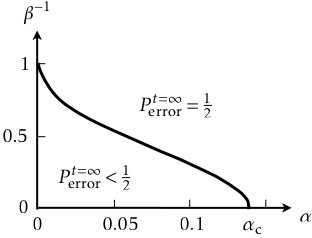 β⁻¹
1
P_error^{t=∞} = 1/2
0.5
P_error^{t=∞} < 1/2
0
0 0.05 0.1 α_c α